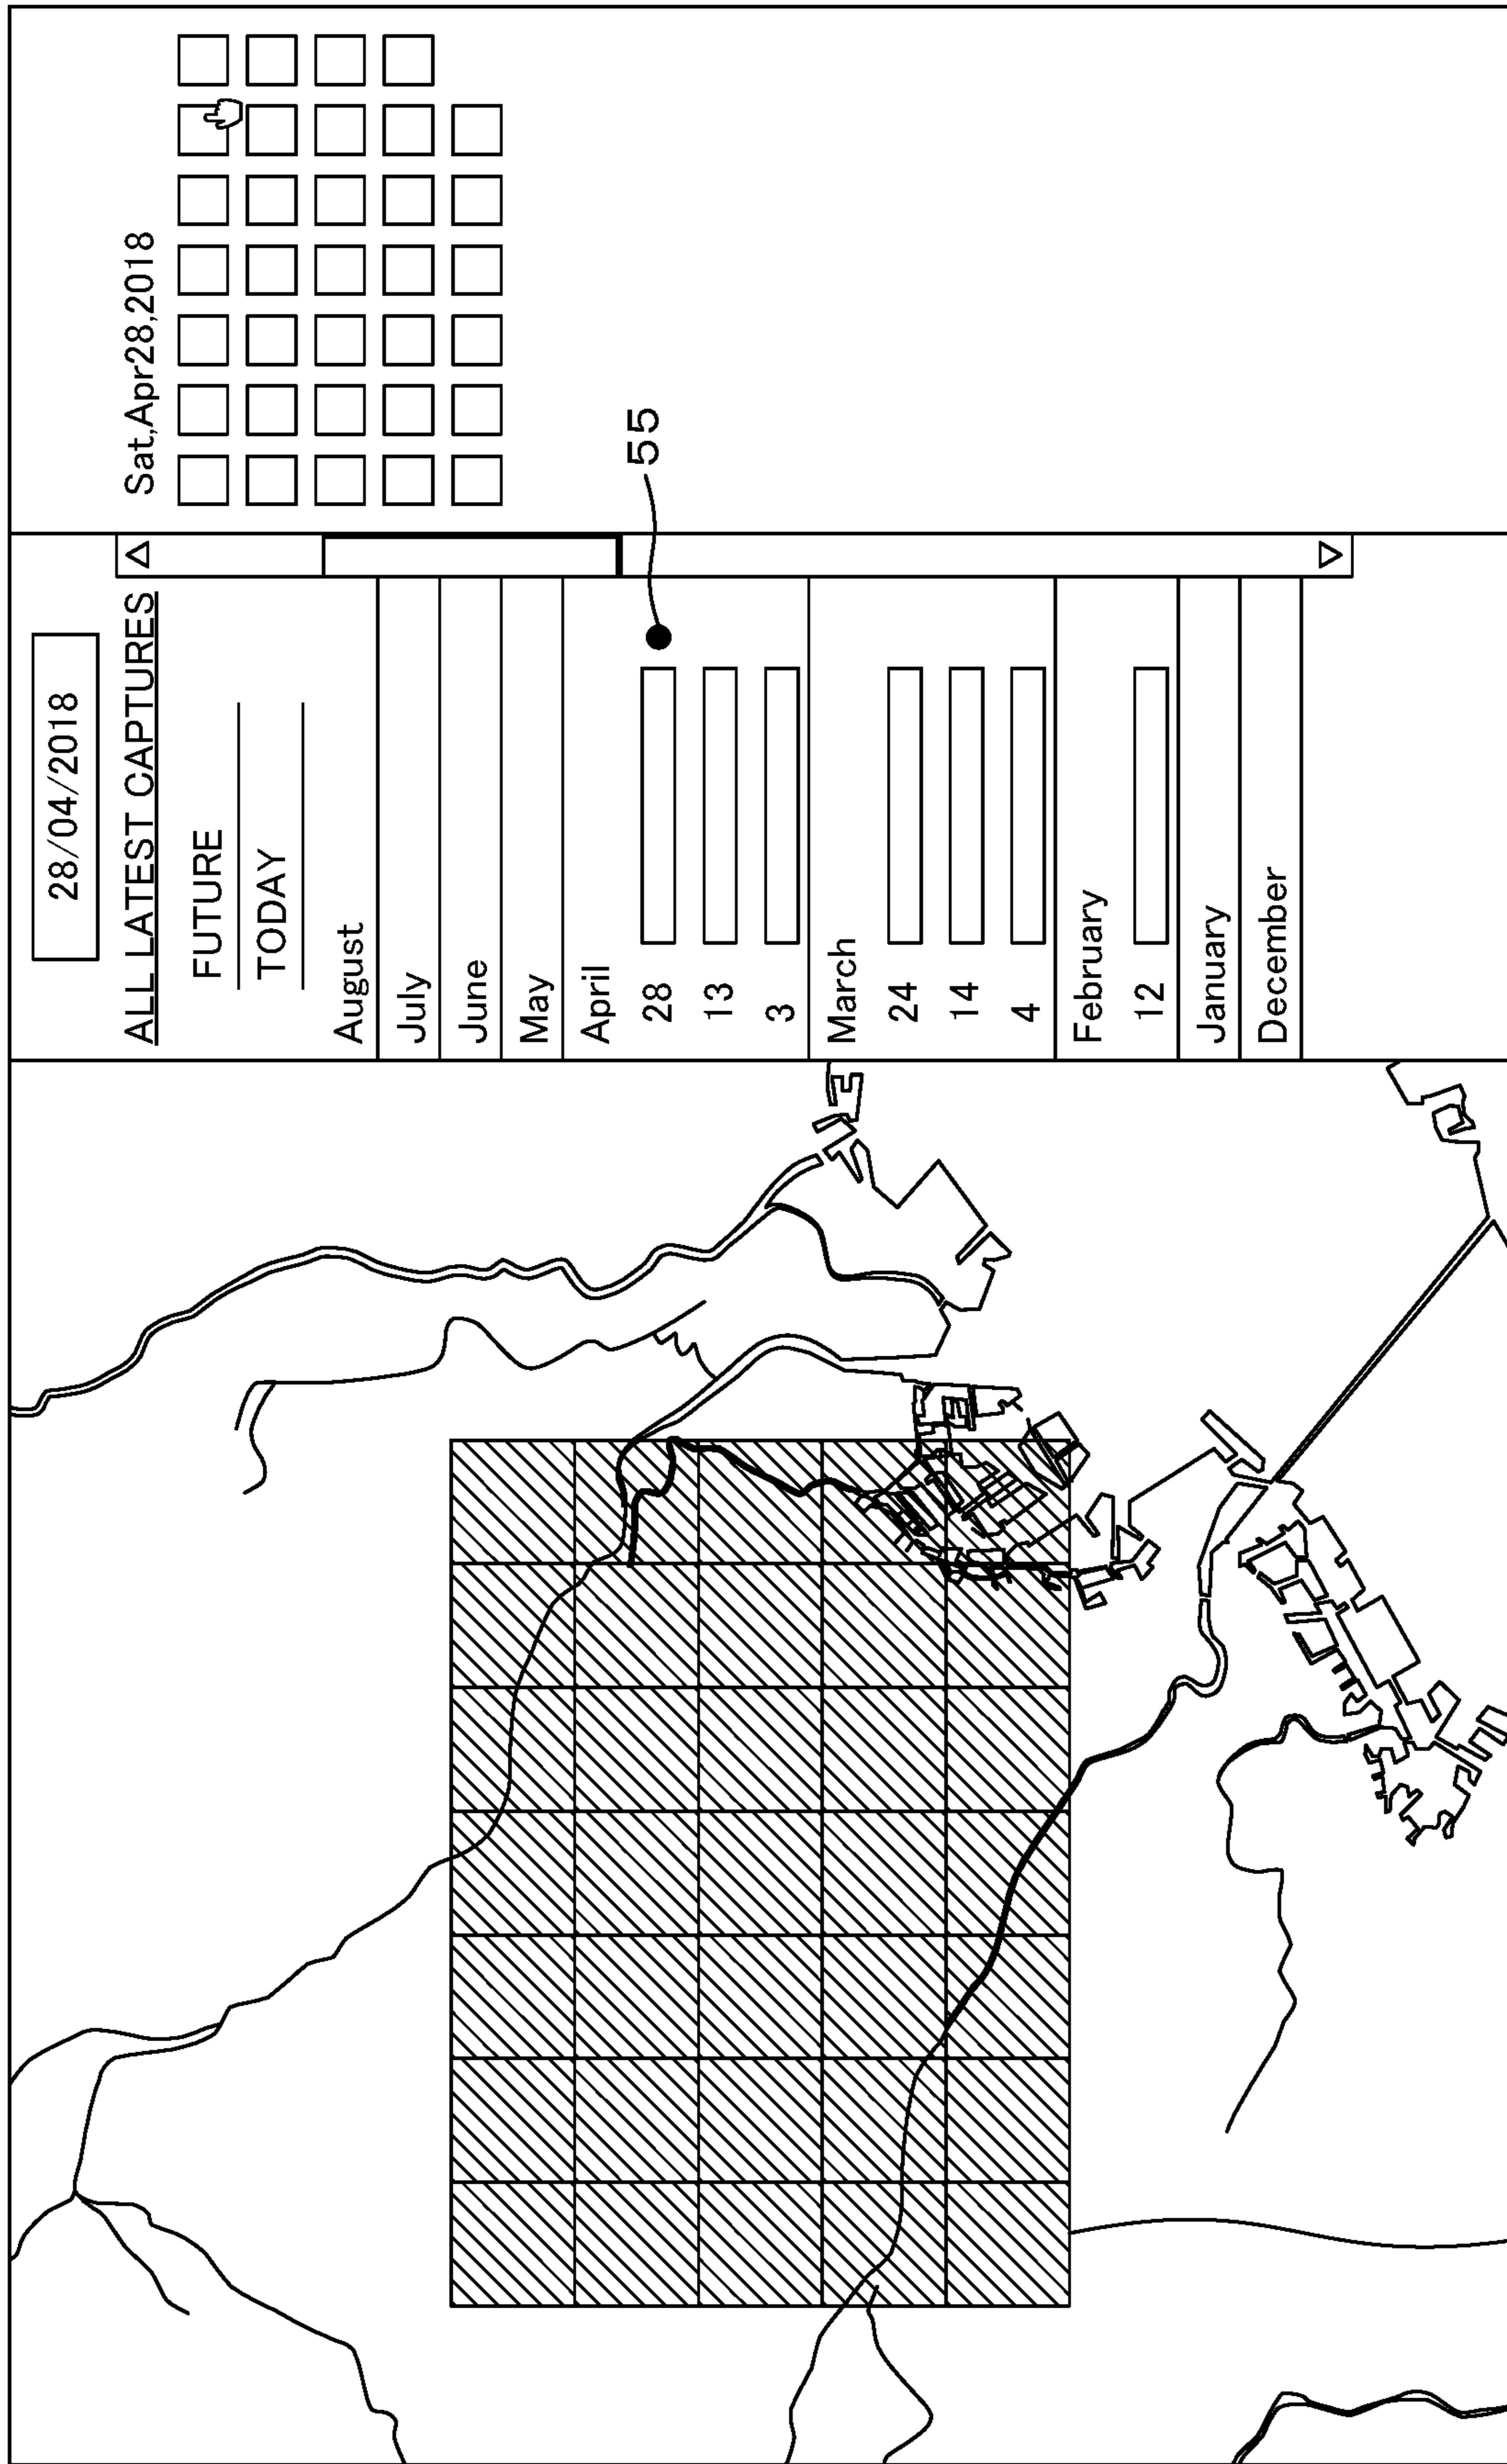 28/04/2018
ALL LATEST CAPTURES
FUTURE
TODAY
August
July
June
May
April
28
13
3
March
24
14
4
February
12
January
December
55
Sat,Apr28,2018